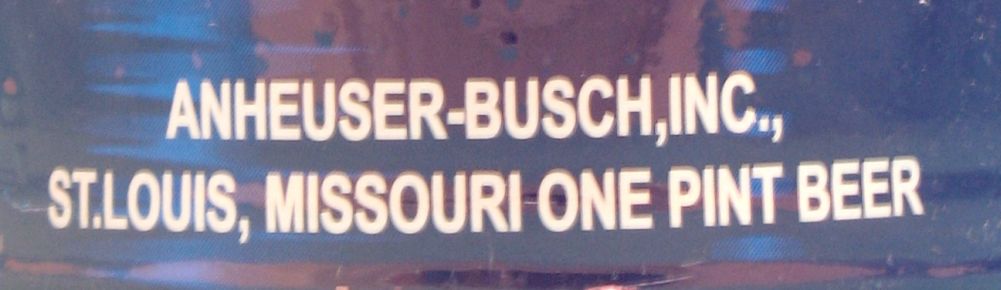 ANHEUSER-BUSCH,INC.,
ST.LOUIS, MISSOURI ONE PINT BEER